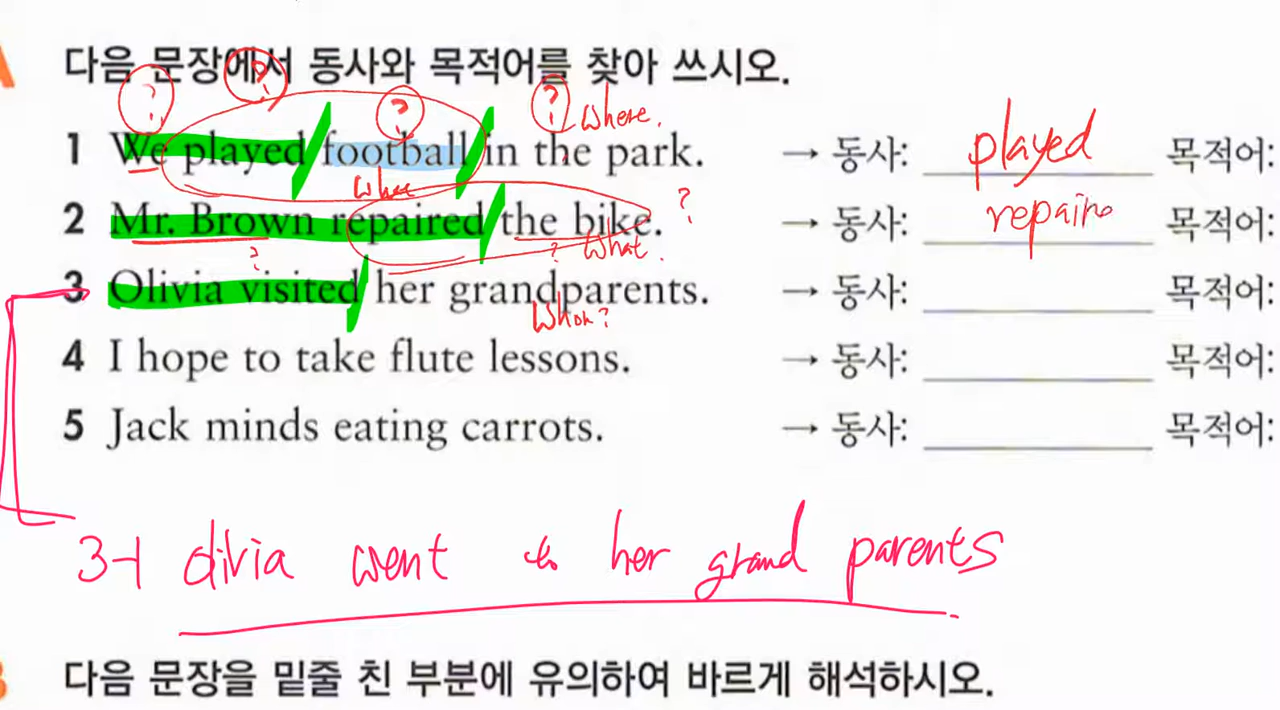 A 다음 문장에서 동사와 목적어를 찾아 쓰시오.
? ? ? ? where.
1 We played football in the park. → 동사: played 목적어:
what
2 Mr. Brown repaired the bike. ? → 동사: repaire 목적어:
? ? what.
3 Olivia visited her grandparents. → 동사: 목적어:
Whom?
4 I hope to take flute lessons. → 동사: 목적어:
5 Jack minds eating carrots. → 동사: 목적어:
3-1 Olivia went to her grand parents
B 다음 문장을 밑줄 친 부분에 유의하여 바르게 해석하시오.